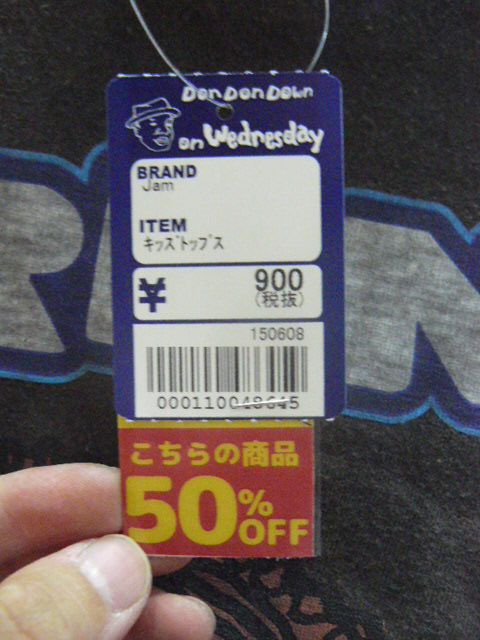 Don Don Down
on Wednesday
BRAND
Jam
ITEM
ｷｯｽﾞﾄｯﾌﾟｽ
¥ 900
(税抜)
150608
000110048645
こちらの商品
50%
OFF